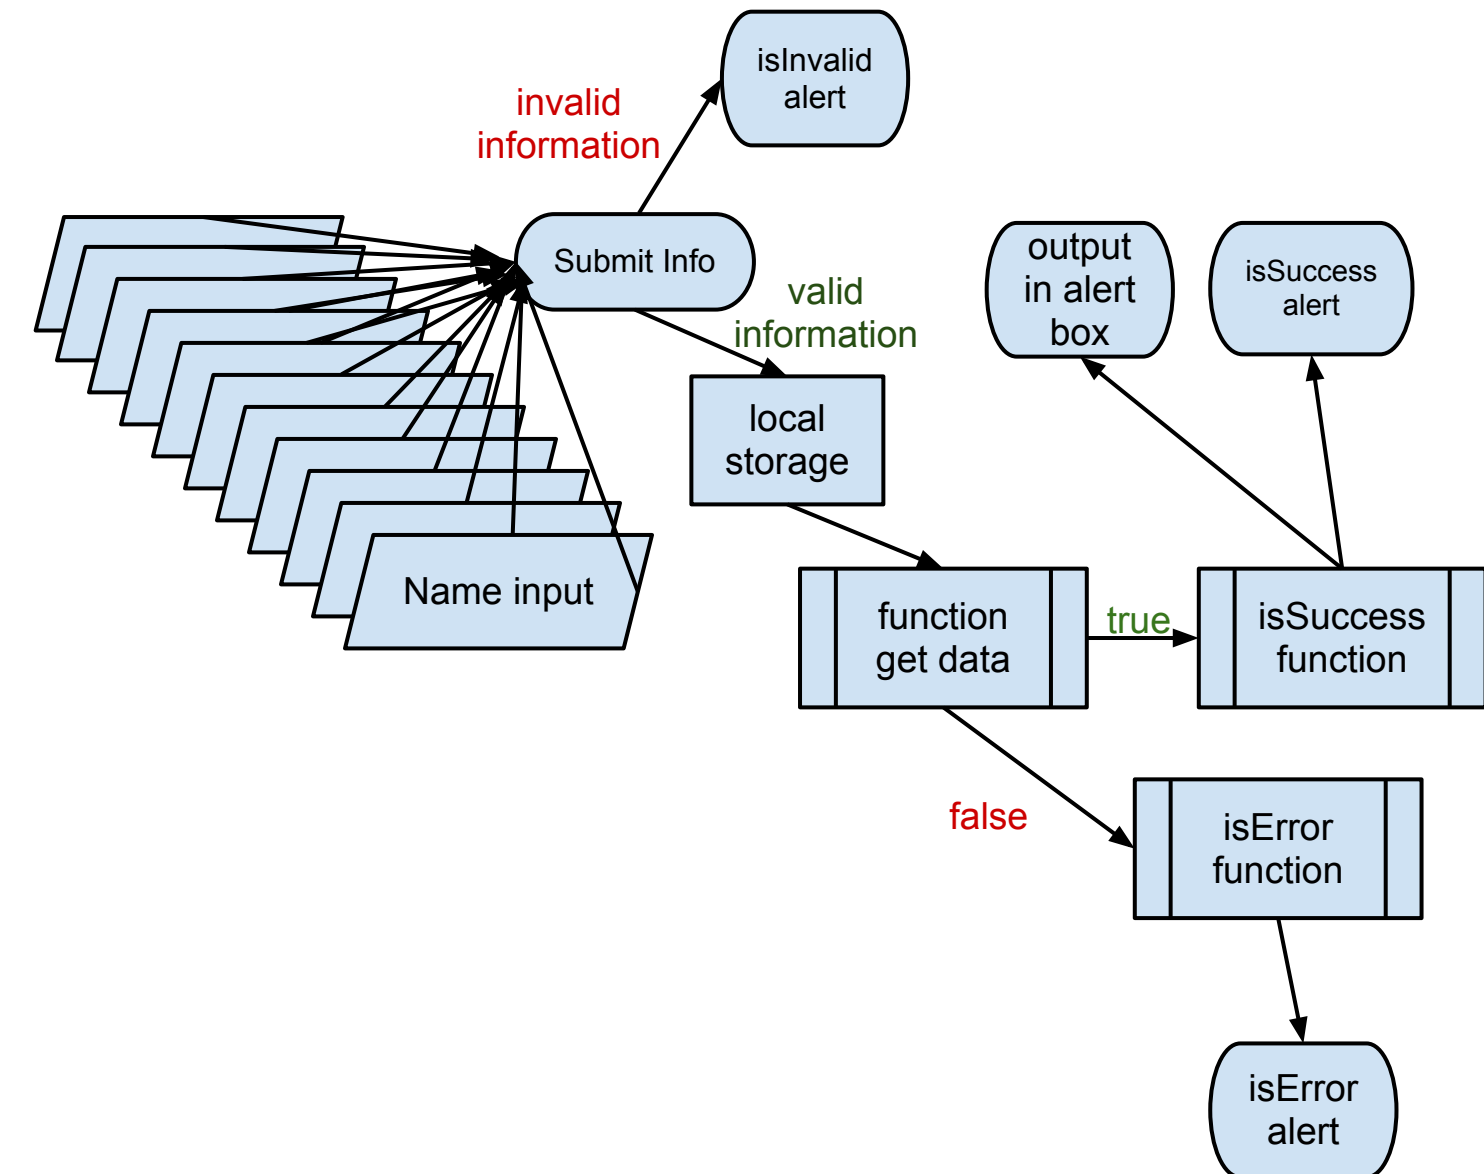 isInvalid
alert
invalid
information
Submit Info
valid
information
output
in alert
box
isSuccess
alert
local
storage
Name input
function
get data
true
isSuccess
function
false
isError
function
isError
alert